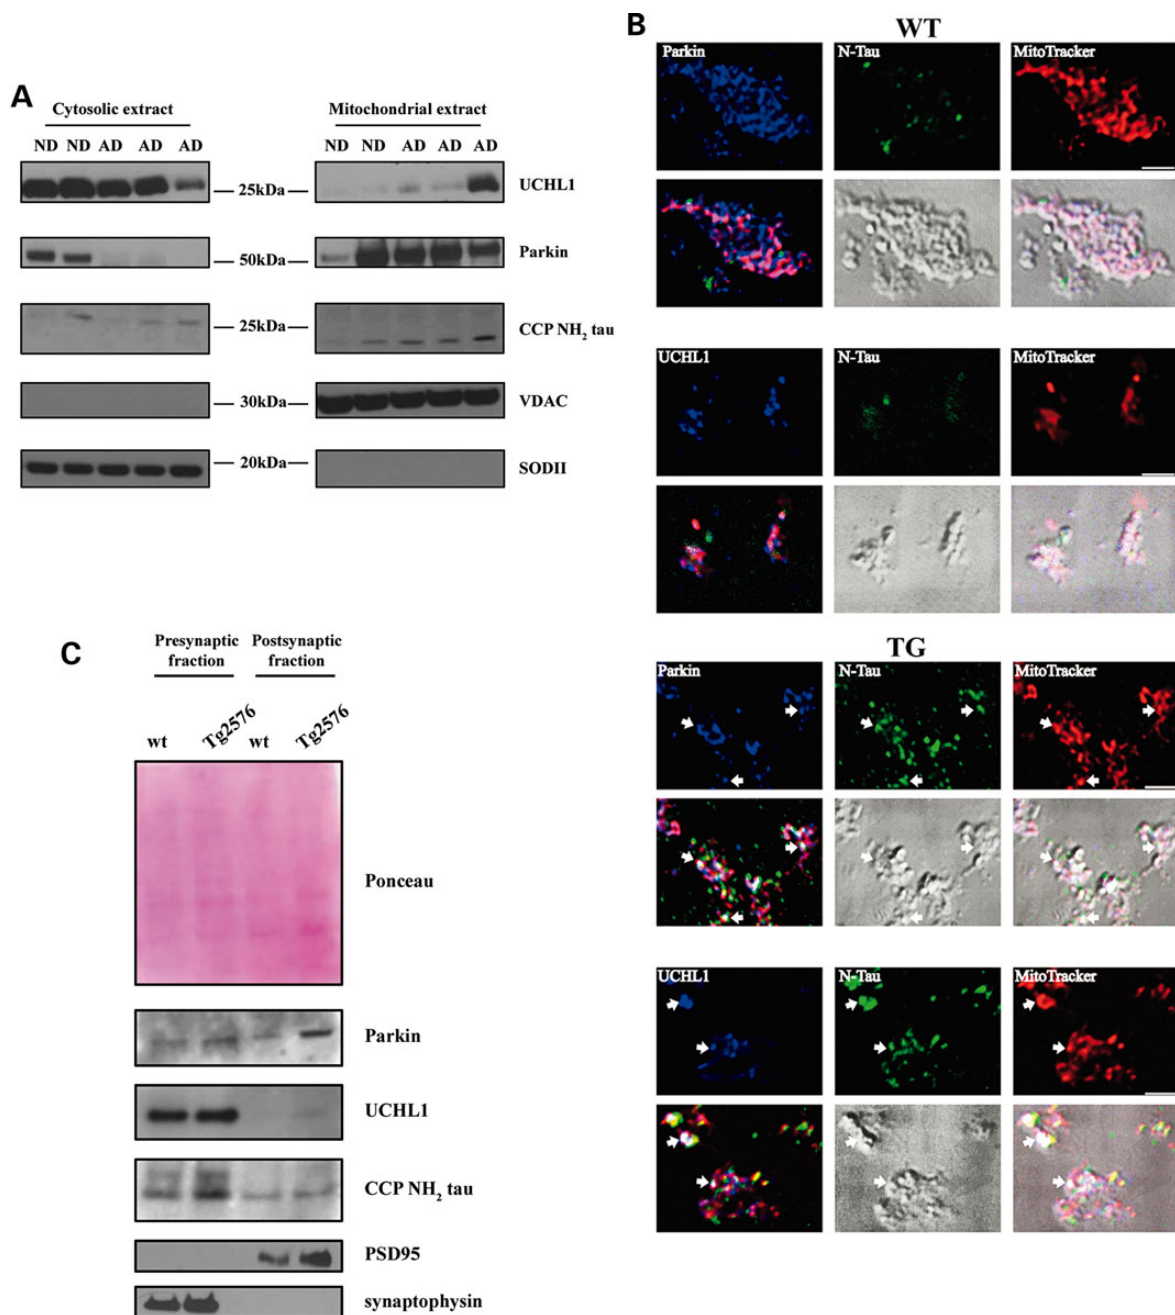 A
Cytosolic extract
Mitochondrial extract
ND ND AD AD AD
ND ND AD AD AD
25kDa
UCHL1
50kDa
Parkin
25kDa
CCP NH2 tau
30kDa
VDAC
20kDa
SODII
B
WT
Parkin
N-Tau
MitoTracker
UCHL1
N-Tau
MitoTracker
TG
Parkin
N-Tau
MitoTracker
UCHL1
N-Tau
MitoTracker
C
Presynaptic
fraction
Postsynaptic
fraction
wt Tg2576 wt Tg2576
Ponceau
Parkin
UCHL1
CCP NH2 tau
PSD95
synaptophysin